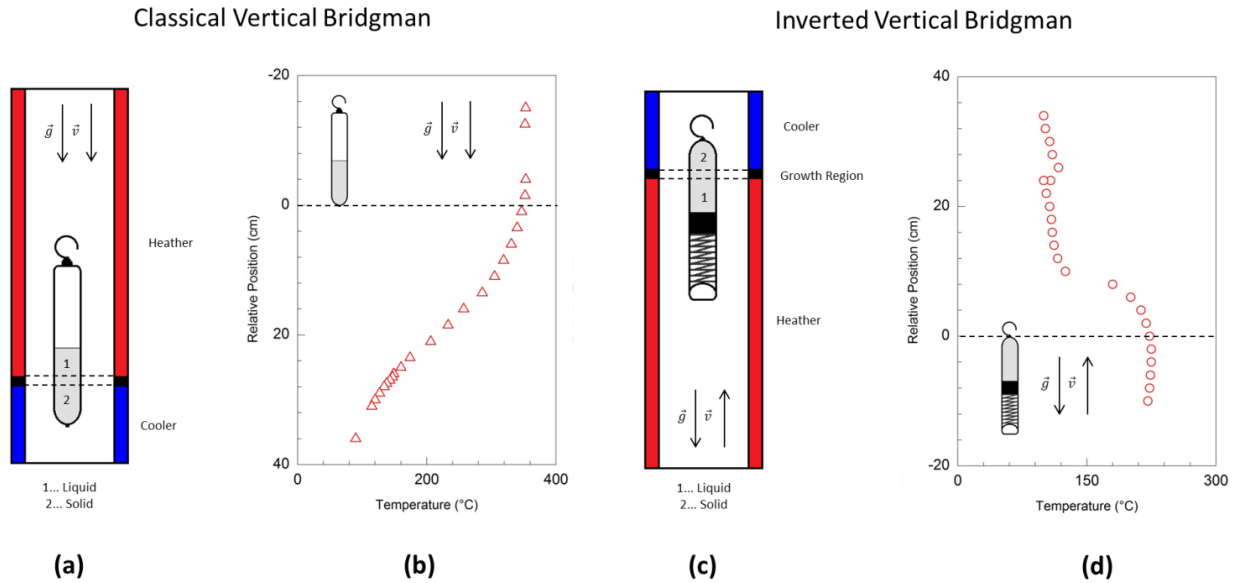 Classical Vertical Bridgman
Inverted Vertical Bridgman
g⃗ v⃗
Heather
1
2
Cooler
1... Liquid
2... Solid
(a)
-20
0
20
40
Relative Position (cm)
g⃗ v⃗
0 200 400
Temperature (°C)
(b)
Cooler
2
Growth Region
1
Heather
g⃗ v⃗
1... Liquid
2... Solid
(c)
40
20
0
-20
Relative Position (cm)
g⃗ v⃗
0 150 300
Temperature (°C)
(d)